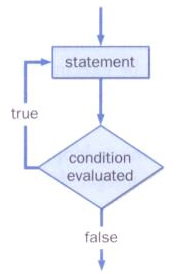 statement
true
condition
evaluated
false